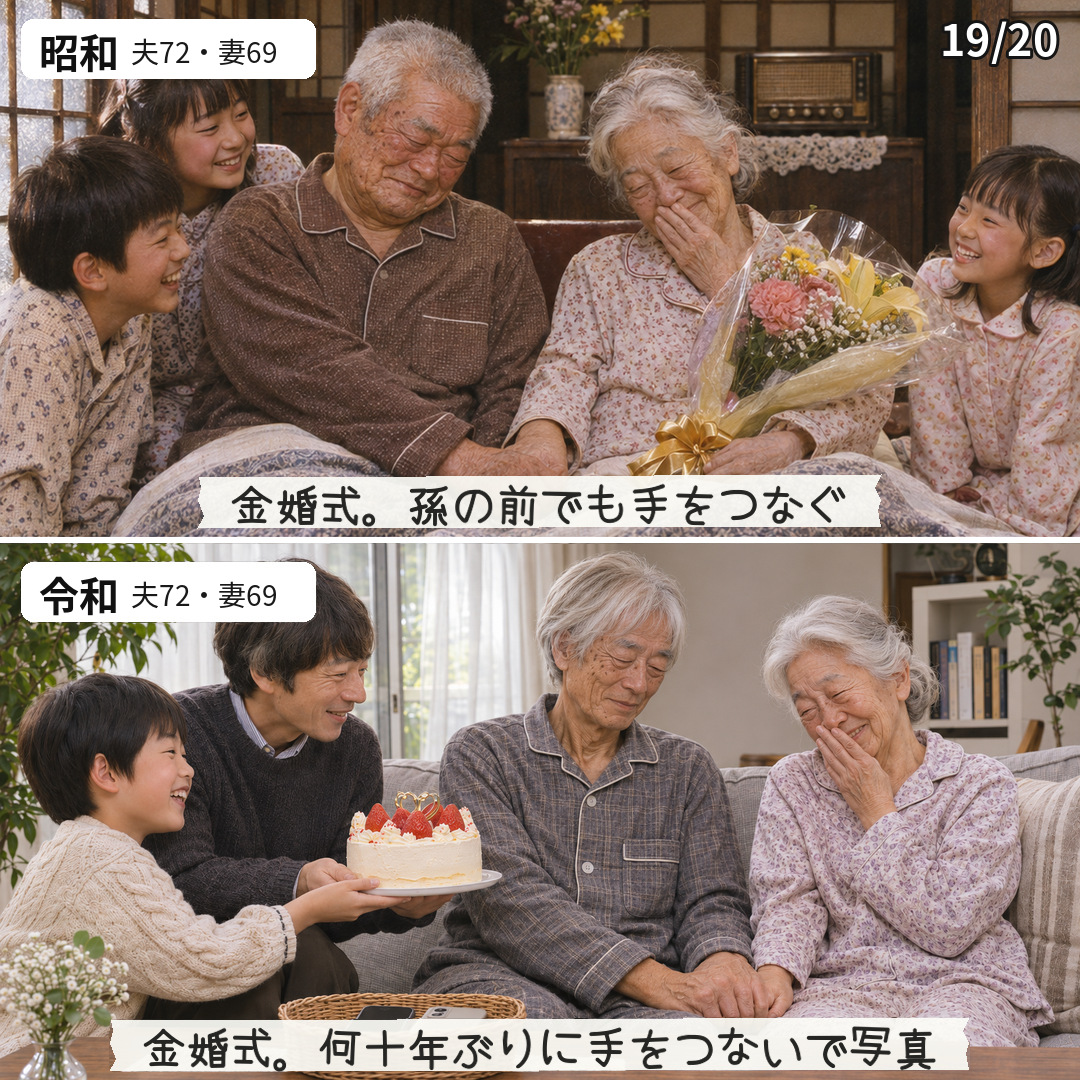 昭和 夫72・妻69
19/20
金婚式。孫の前でも手をつなぐ
令和 夫72・妻69
金婚式。何十年ぶりに手をつないで写真